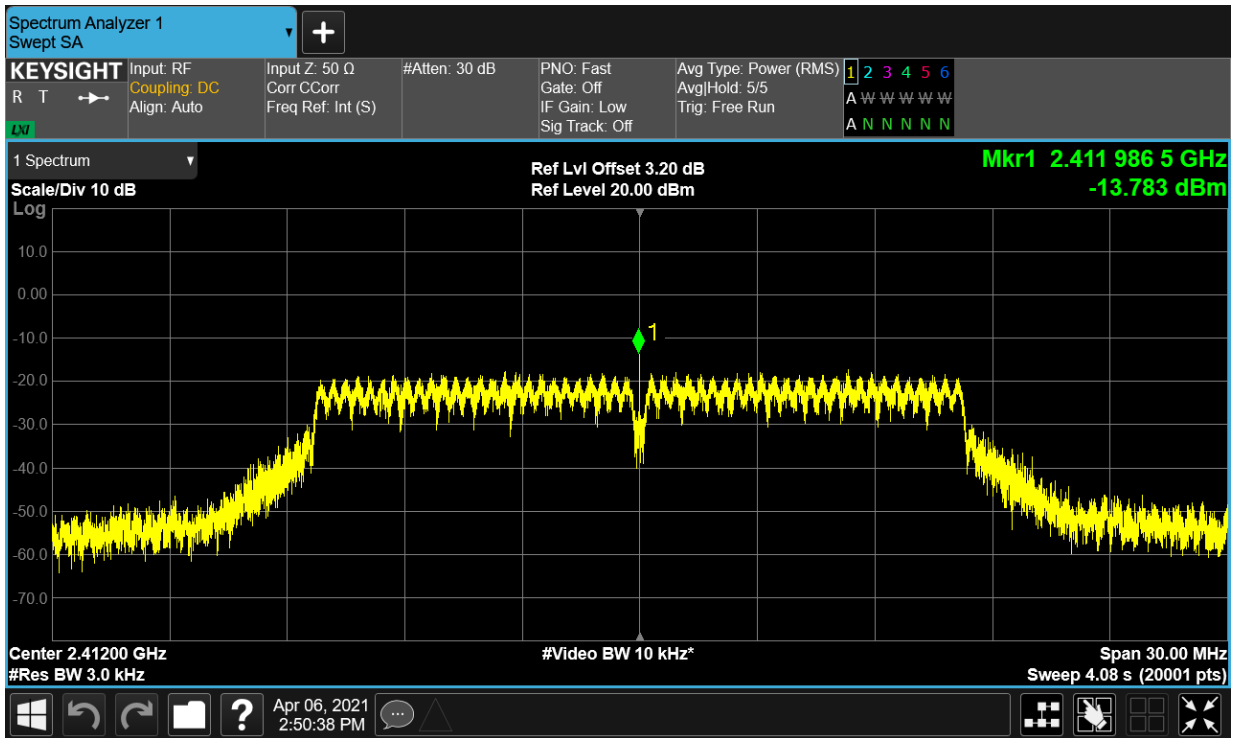 Spectrum Analyzer 1
Swept SA
KEYSIGHT
R T
LXI
Input: RF
Coupling: DC
Align: Auto
Input Z: 50 Ω
Corr CCorr
Freq Ref: Int (S)
#Atten: 30 dB
PNO: Fast
Gate: Off
IF Gain: Low
Sig Track: Off
Avg Type: Power (RMS)
Avg|Hold: 5/5
Trig: Free Run
1 2 3 4 5 6
A W W W W W
A N N N N N
1 Spectrum
Scale/Div 10 dB
Log
Ref Lvl Offset 3.20 dB
Ref Level 20.00 dBm
Mkr1 2.411 986 5 GHz
-13.783 dBm
10.0
0.00
-10.0
-20.0
-30.0
-40.0
-50.0
-60.0
-70.0
1
Center 2.41200 GHz
#Res BW 3.0 kHz
#Video BW 10 kHz*
Span 30.00 MHz
Sweep 4.08 s (20001 pts)
?
Apr 06, 2021
2:50:38 PM